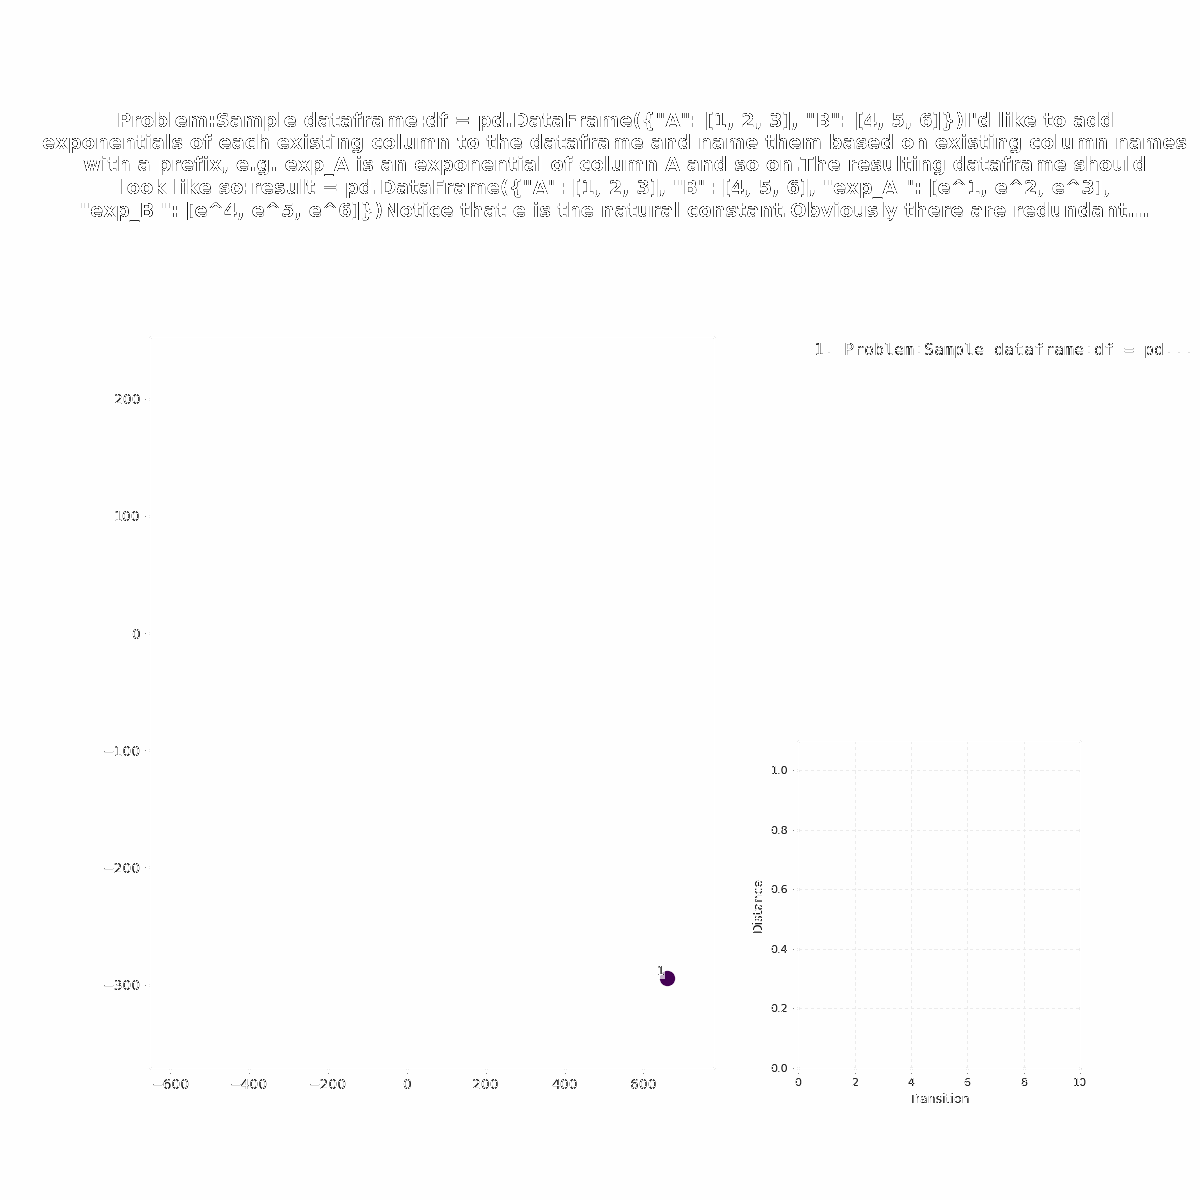 Problem:Sample dataframe:df = pd.DataFrame({"A": [1, 2, 3], "B": [4, 5, 6]})I'd like to add
exponentials of each existing column to the dataframe and name them based on existing column names
with a prefix, e.g. exp_A is an exponential of column A and so on.The resulting dataframe should
look like so:result = pd.DataFrame({"A": [1, 2, 3], "B": [4, 5, 6], "exp_A ": [e^1, e^2, e^3],
"exp_B ": [e^4, e^5, e^6]})Notice that e is the natural constant.Obviously there are redundant...
1. Problem:Sample dataframe:df = pd...
200
100
0
−100
−200
−300
−600 −400 −200 0 200 400 600
1
1.0
0.8
0.6
0.4
0.2
0.0
0 2 4 6 8 10
Distance
Transition